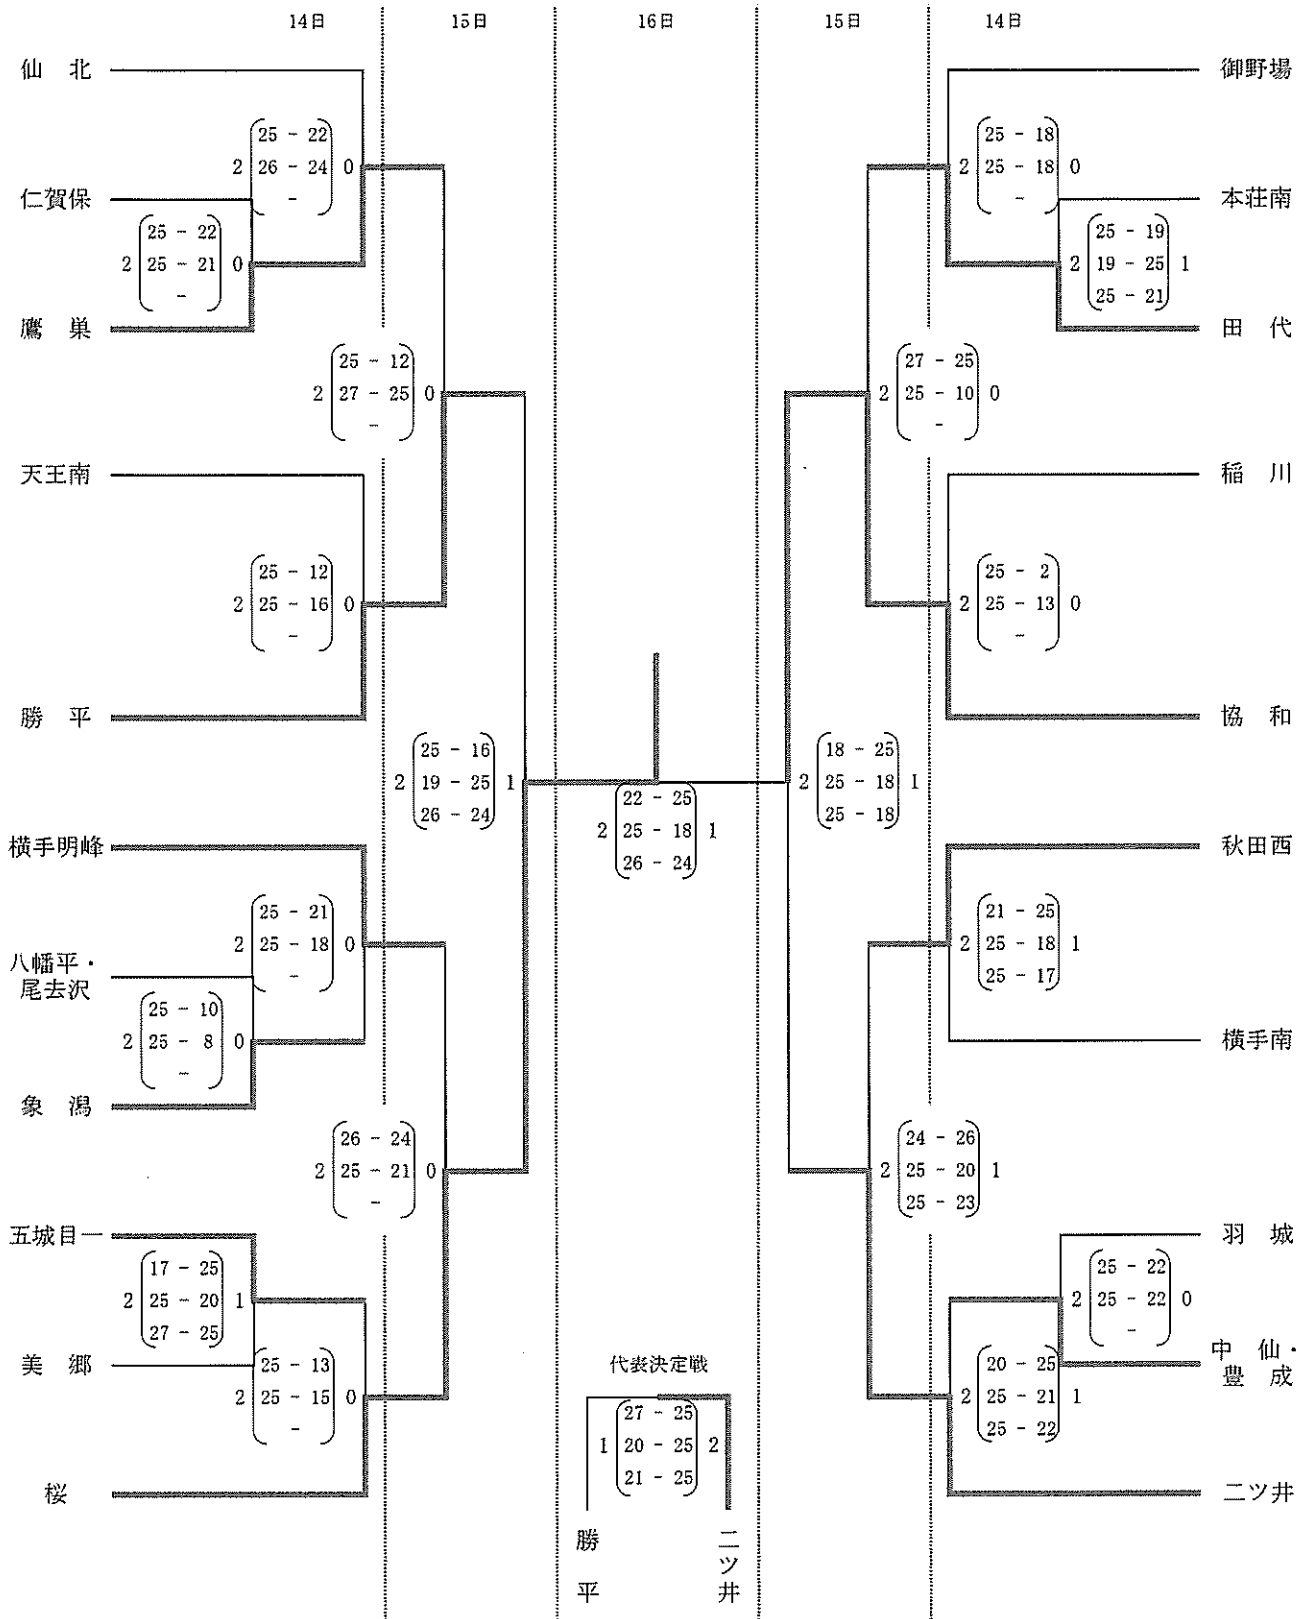 14日 15日 16日 15日 14日
仙 北
御野場
25 - 22
2 26 - 24 0
-
25 - 18
2 25 - 18 0
-
仁賀保
本荘南
25 - 22
2 25 - 21 0
-
25 - 19
2 19 - 25 1
25 - 21
鷹 巣
田 代
25 - 12
2 27 - 25 0
-
27 - 25
2 25 - 10 0
-
天王南
稲 川
25 - 12
2 25 - 16 0
-
25 - 2
2 25 - 13 0
-
勝 平
協 和
25 - 16
2 19 - 25 1
26 - 24
22 - 25
2 25 - 18 1
26 - 24
18 - 25
2 25 - 18 1
25 - 18
横手明峰
秋田西
25 - 21
2 25 - 18 0
-
21 - 25
2 25 - 18 1
25 - 17
八幡平・
尾去沢
25 - 10
2 25 - 8 0
-
横手南
象 潟
26 - 24
2 25 - 21 0
-
24 - 26
2 25 - 20 1
25 - 23
五城目一
羽 城
17 - 25
2 25 - 20 1
27 - 25
25 - 22
2 25 - 22 0
-
美 郷
中 仙・
豊 成
25 - 13
2 25 - 15 0
-
代表決定戦
27 - 25
1 20 - 25 2
21 - 25
20 - 25
2 25 - 21 1
25 - 22
桜
二ツ井
勝平
二ツ井